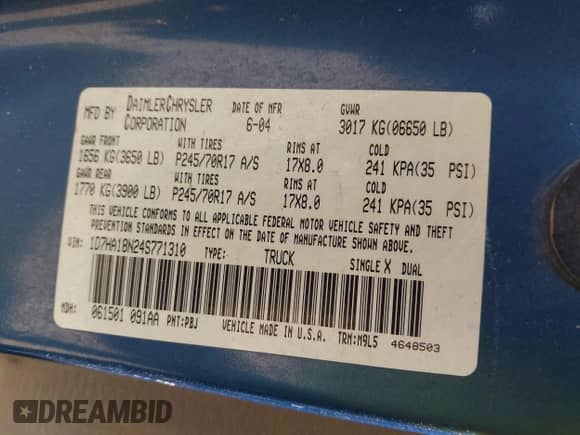 MFD BY DAIMLERCHRYSLER CORPORATION DATE OF MFR 6-04 GVWR 3017 KG(06650 LB)
GAWR FRONT WITH TIRES RIMS AT COLD
1656 KG(3650 LB) P245/70R17 A/S 17X8.0 241 KPA(35 PSI)
GAWR REAR WITH TIRES RIMS AT COLD
1770 KG(3900 LB) P245/70R17 A/S 17X8.0 241 KPA(35 PSI)
THIS VEHICLE CONFORMS TO ALL APPLICABLE FEDERAL MOTOR VEHICLE SAFETY AND THEFT
PREVENTION STANDARDS IN EFFECT ON THE DATE OF MANUFACTURE SHOWN ABOVE.
VIN: 1D7HA18N24S771310 TYPE: TRUCK SINGLE X DUAL
MDH: 061501 091AA PNT:PBJ VEHICLE MADE IN U.S.A. TRM:M9L5 4648503
DREAMBID